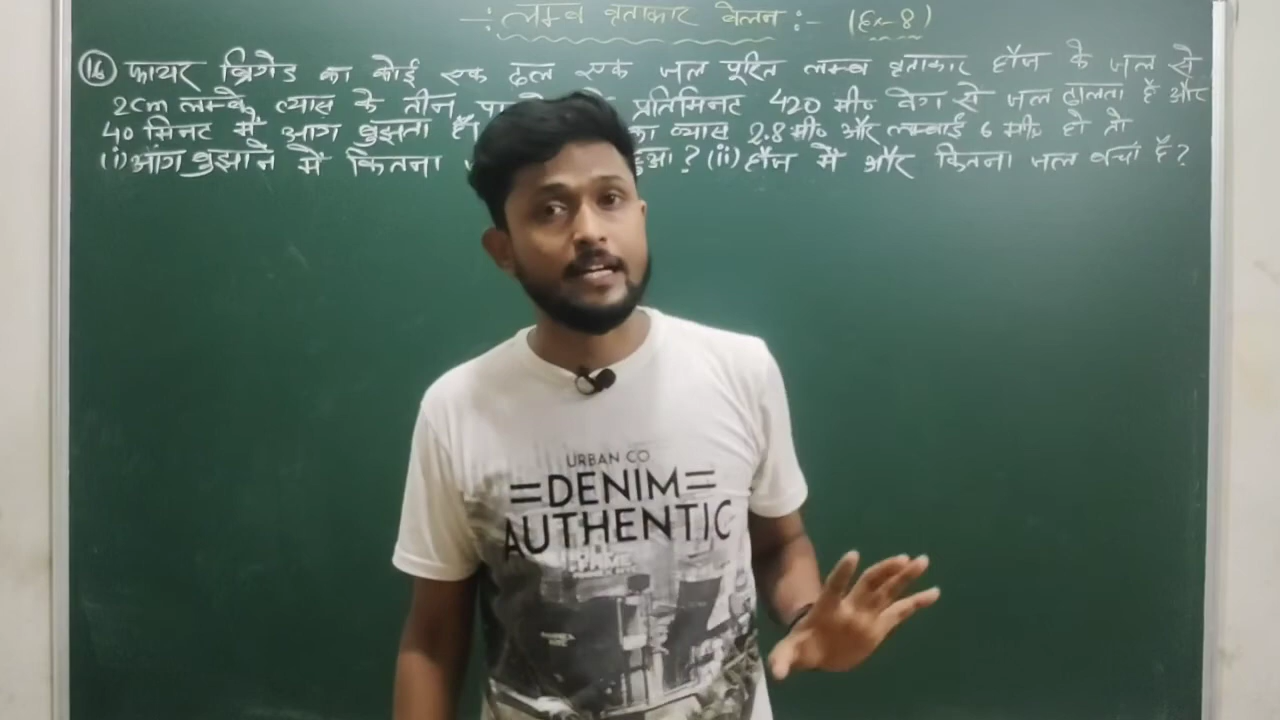 -: लम्ब वृताकार बेलन :- (Ex-8)
(16) फायर ब्रिगेड का कोई एक दल एक जल पूरित लम्ब वृताकार हौज के जल से
2cm लम्बे व्यास के तीन प्रतिमिनट 420 मी॰ वेग से जल ढालता है और
40 मिनट में आग बुझता है। का व्यास 2.8 मी॰ और लम्बाई 6 मी॰ हो तो
(i) आग बुझाने में कितना हुआ? (ii) हौज में और कितना जल बचा है?
URBAN CO
=DENIM=
AUTHENTIC